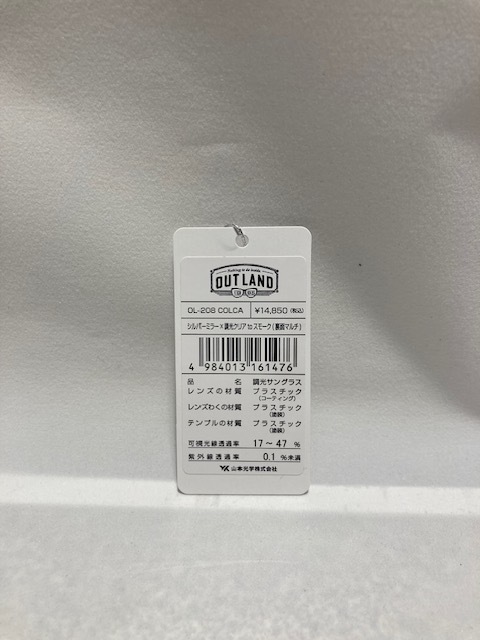 OUTLAND
OL-208 COLCA ¥14,850 (税込)
シルバーミラー×調光クリアtoスモーク(裏面マルチ)
4 984013 161476
品 名 調光サングラス
レンズの材質 プラスチック
(コーティング)
レンズわくの材質 プラスチック
(塗装)
テンプルの材質 プラスチック
(塗装)
可視光線透過率 17～47 %
紫外線透過率 0.1 %未満
山本光学株式会社